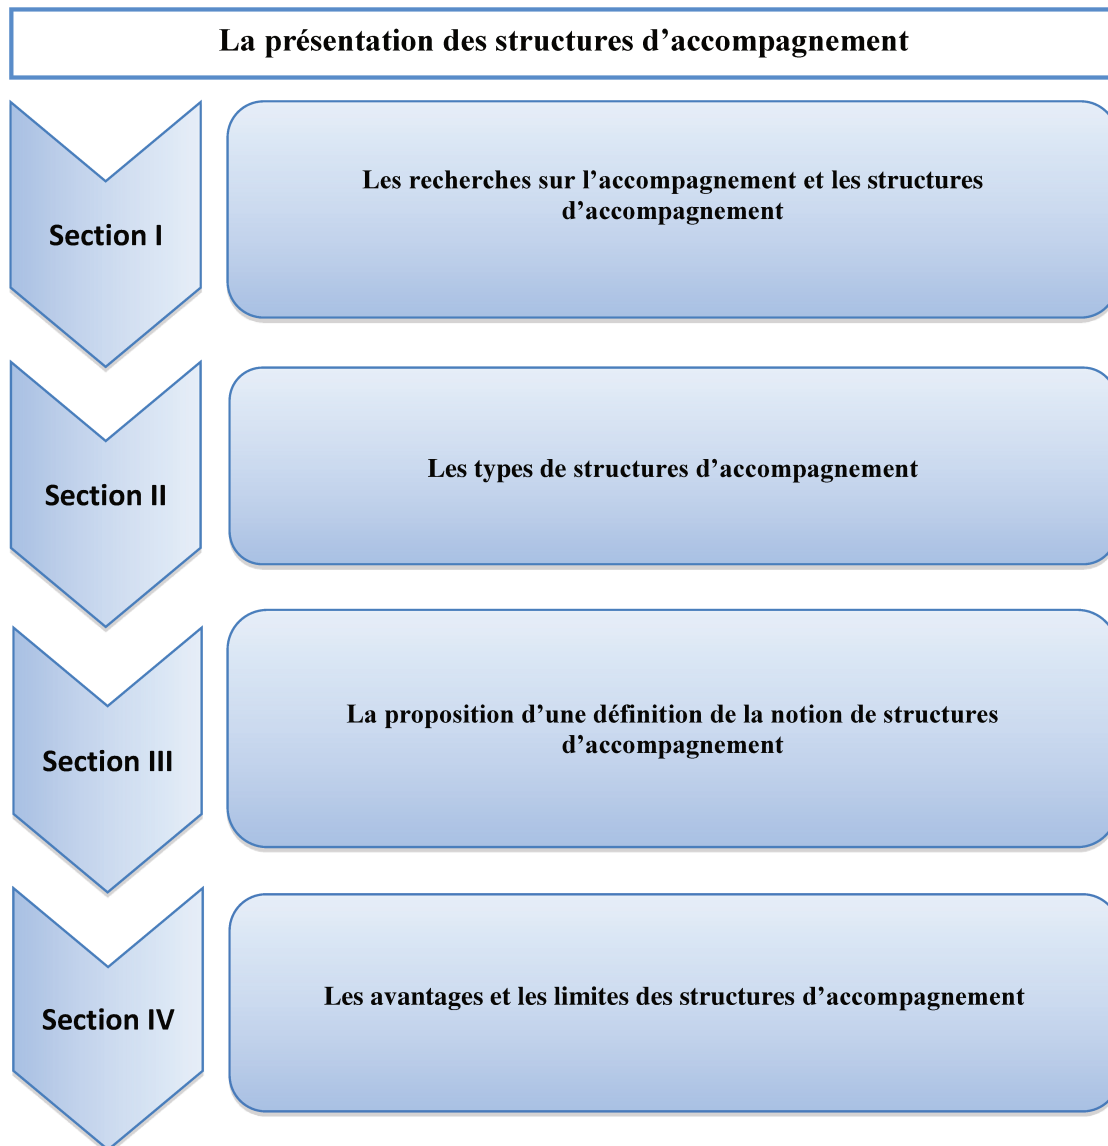 La présentation des structures d’accompagnement
Section I
Les recherches sur l’accompagnement et les structures
d’accompagnement
Section II
Les types de structures d’accompagnement
Section III
La proposition d’une définition de la notion de structures
d’accompagnement
Section IV
Les avantages et les limites des structures d’accompagnement